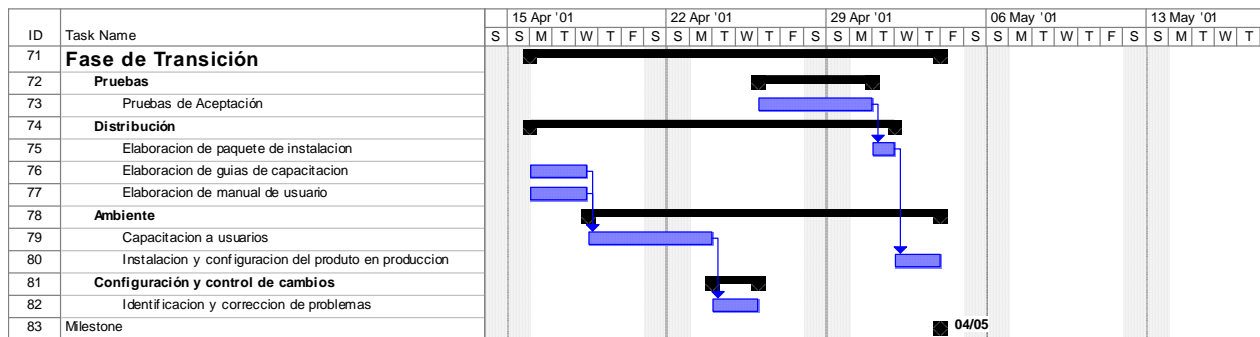 15 Apr '01 22 Apr '01 29 Apr '01 06 May '01 13 May '01
ID Task Name S S M T W T F S S M T W T F S S M T W T F S S M T W T F S S M T W T
71 Fase de Transición
72 Pruebas
73 Pruebas de Aceptación
74 Distribución
75 Elaboracion de paquete de instalacion
76 Elaboracion de guias de capacitacion
77 Elaboracion de manual de usuario
78 Ambiente
79 Capacitacion a usuarios
80 Instalacion y configuracion del produto en produccion
81 Configuración y control de cambios
82 Identificacion y correccion de problemas
83 Milestone 04/05